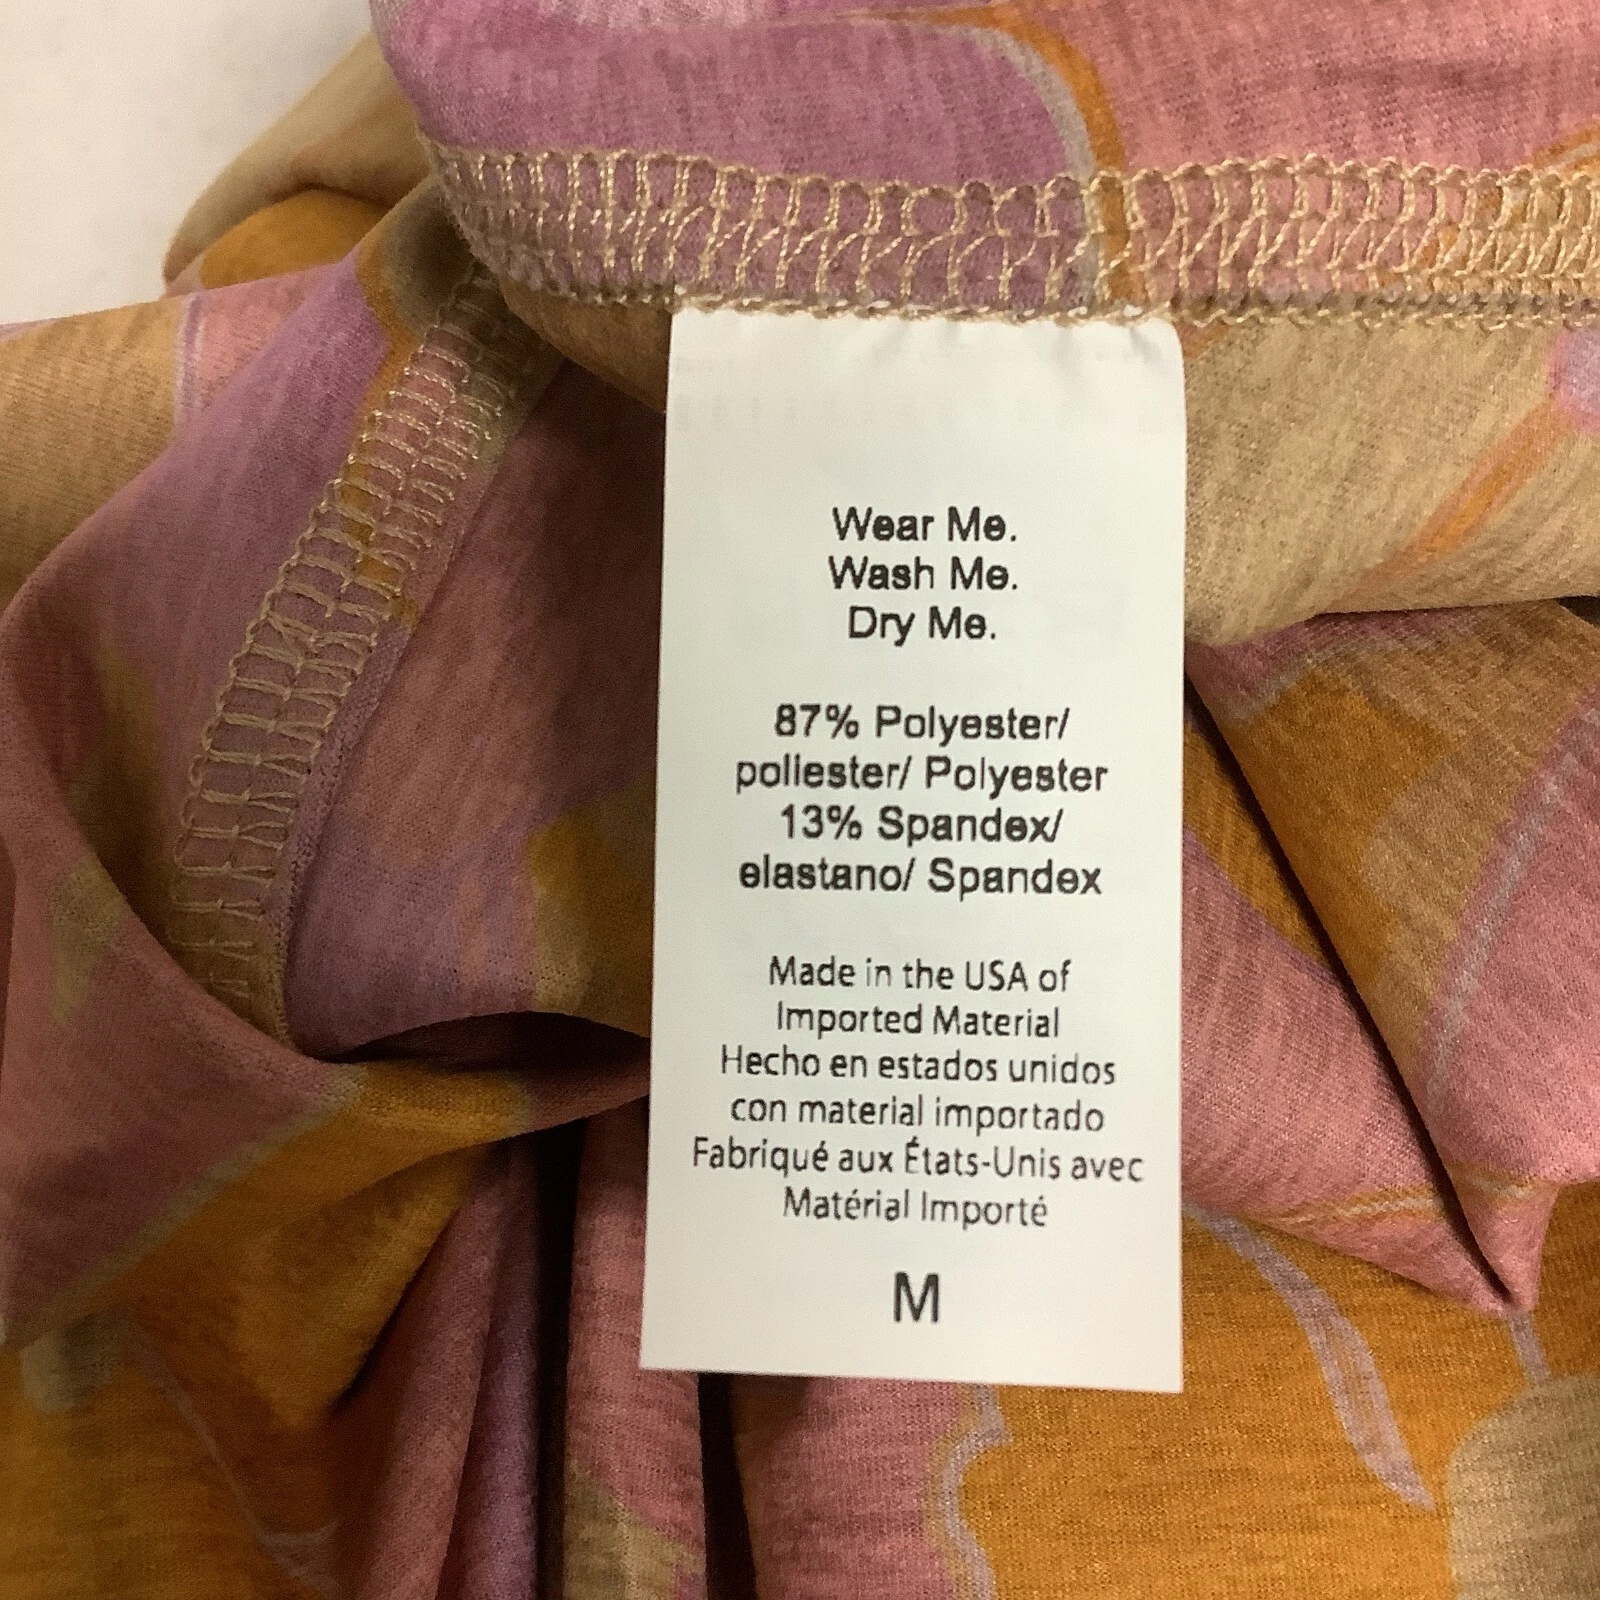 Wear Me.
Wash Me.
Dry Me.
87% Polyester/
poliester/ Polyester
13% Spandex/
elastano/ Spandex
Made in the USA of
Imported Material
Hecho en estados unidos
con material importado
Fabriqué aux États-Unis avec
Matérial Importé
M